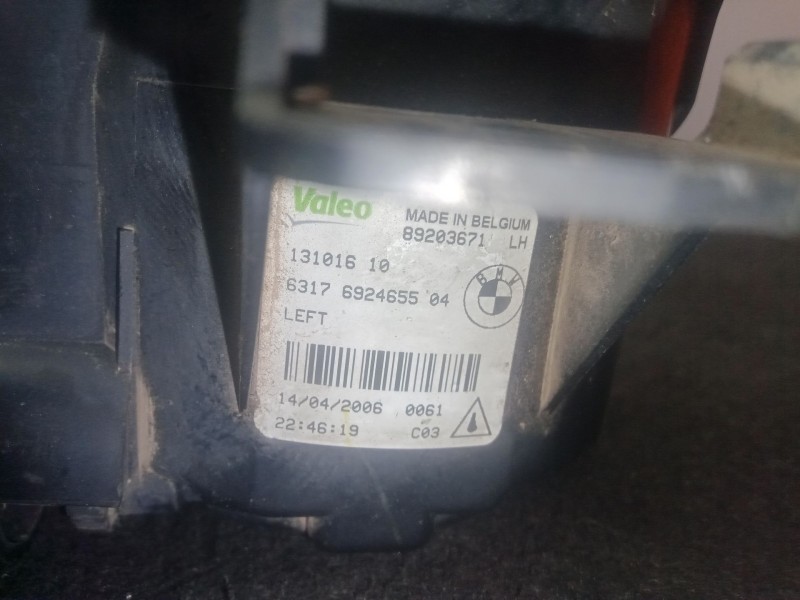 Valeo
MADE IN BELGIUM
89203671 LH
131016 10
6317 6924655 04
BMW
LEFT
14/04/2006 0061
22:46:19 C03